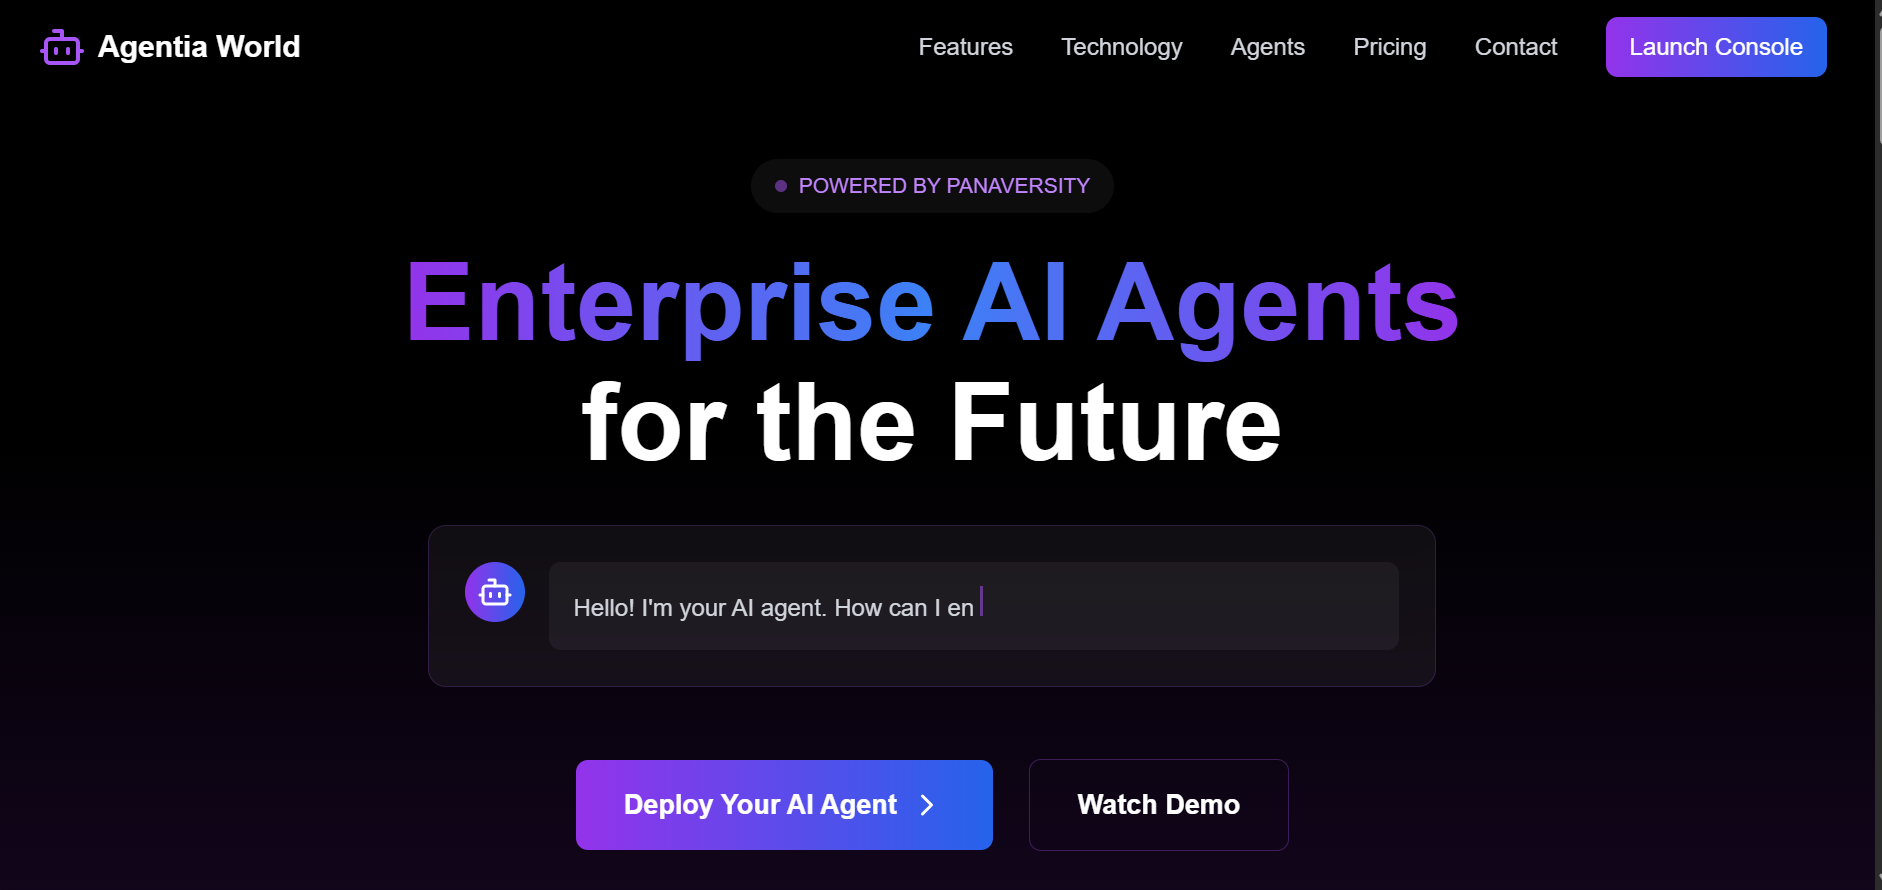 Agentia World
Features
Technology
Agents
Pricing
Contact
Launch Console
POWERED BY PANAVERSITY
Enterprise AI Agents
for the Future
Hello! I'm your AI agent. How can I en
Deploy Your AI Agent
Watch Demo